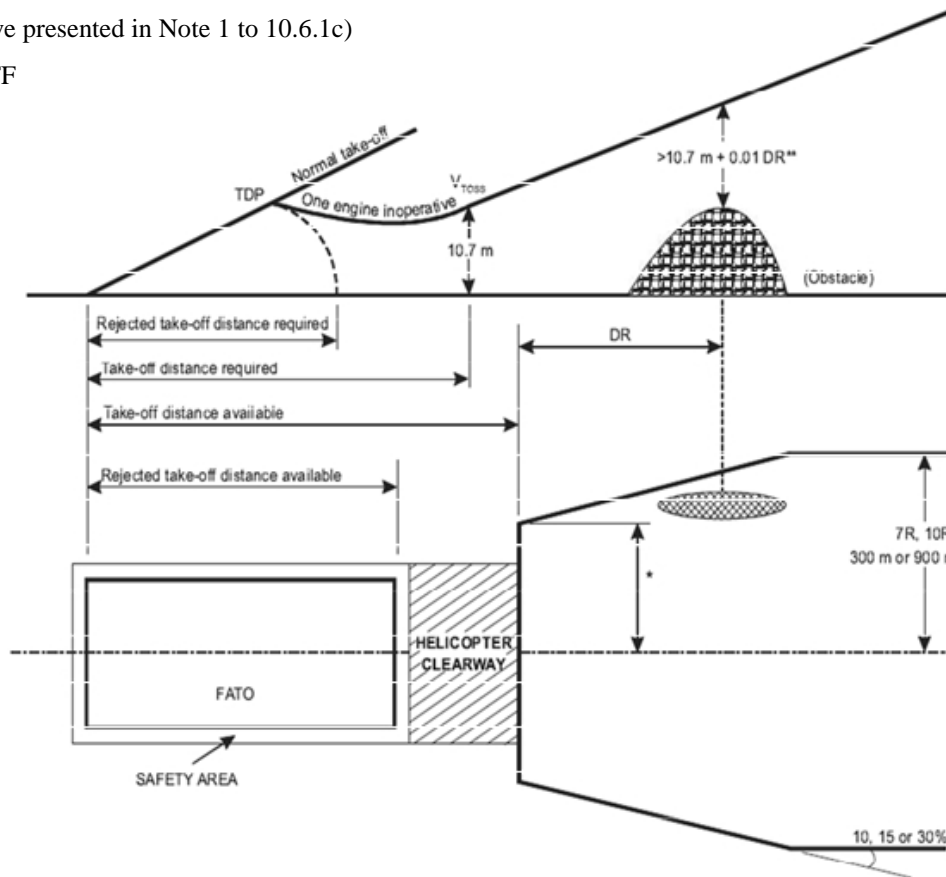 ve presented in Note 1 to 10.6.1c)
F
Normal take-off
TDP
V_TOSS
One engine inoperative
>10.7 m + 0.01 DR**
10.7 m
(Obstacle)
Rejected take-off distance required
DR
Take-off distance required
Take-off distance available
Rejected take-off distance available
7R, 10R
300 m or 900
*
HELICOPTER
CLEARWAY
FATO
SAFETY AREA
10, 15 or 30%